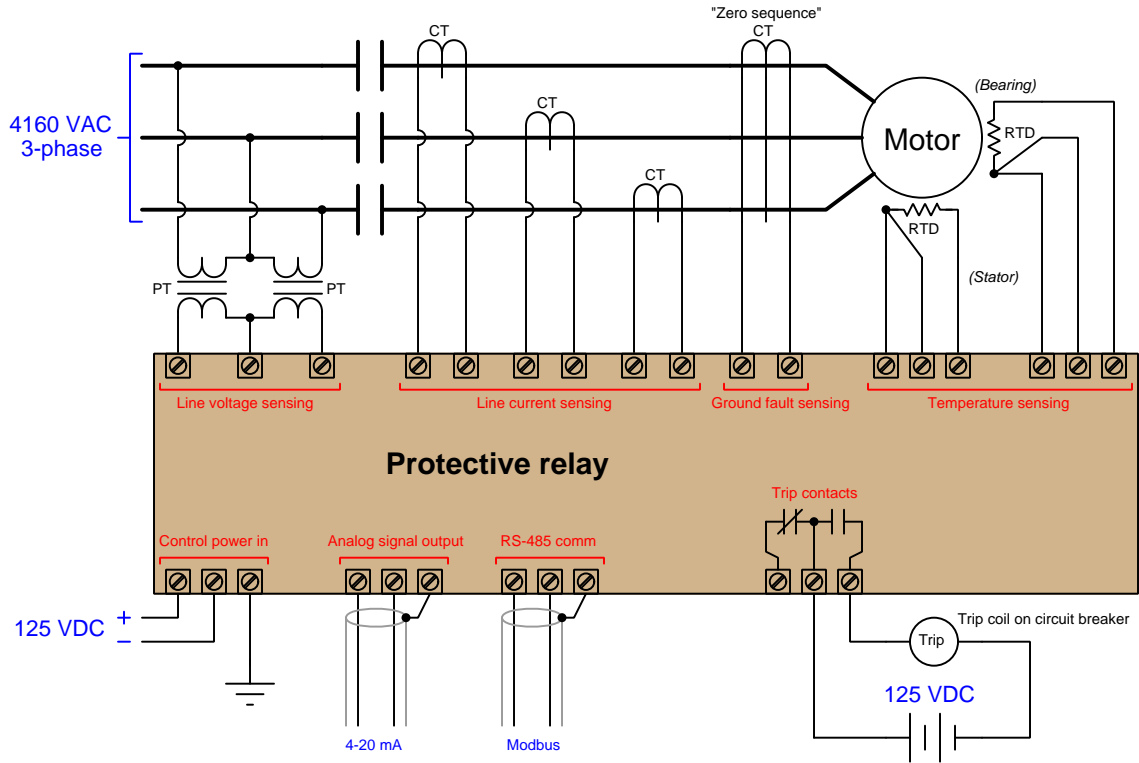 "Zero sequence"
CT
CT
CT
CT
(Bearing)
RTD
4160 VAC
3-phase
Motor
RTD
(Stator)
PT
PT
Line voltage sensing
Line current sensing
Ground fault sensing
Temperature sensing
Protective relay
Trip contacts
Control power in
Analog signal output
RS-485 comm
125 VDC
+
−
Trip coil on circuit breaker
Trip
125 VDC
4-20 mA
Modbus